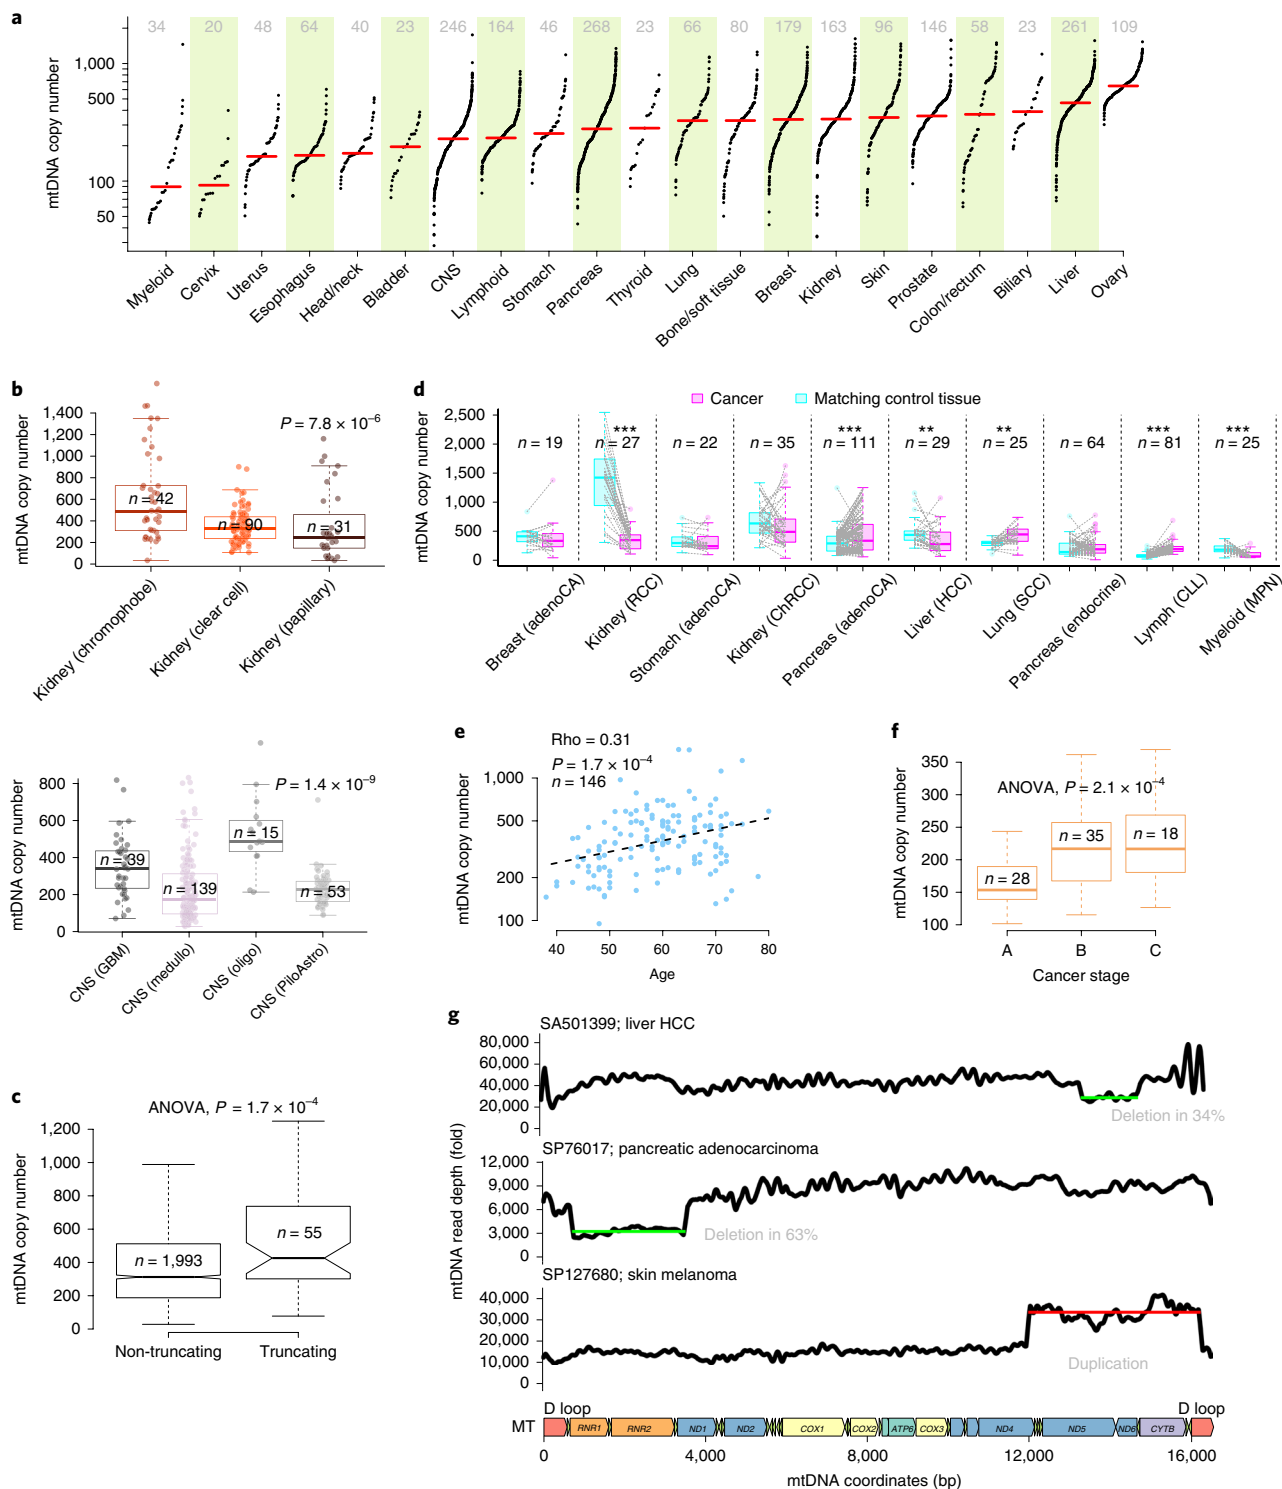 a
34 20 48 64 40 23 246 164 46 268 23 66 80 179 163 96 146 58 23 261 109
mtDNA copy number
1,000
500
100
50
Myeloid Cervix Uterus Esophagus Head/neck Bladder CNS Lymphoid Stomach Pancreas Thyroid Lung Bone/soft tissue Breast Kidney Skin Prostate Colon/rectum Biliary Liver Ovary
b
mtDNA copy number
1,400
1,200
1,000
800
600
400
200
0
P = 7.8 × 10⁻⁶
n = 42
n = 90
n = 31
Kidney (chromophobe) Kidney (clear cell) Kidney (papillary)
mtDNA copy number
800
600
400
200
0
P = 1.4 × 10⁻⁹
n = 39
n = 139
n = 15
n = 53
CNS (GBM) CNS (medullo) CNS (oligo) CNS (PiloAstro)
c
ANOVA, P = 1.7 × 10⁻⁴
mtDNA copy number
1,200
1,000
800
600
400
200
0
n = 1,993
n = 55
Non-truncating Truncating
d
Cancer Matching control tissue
mtDNA copy number
2,500
2,000
1,500
1,000
500
0
*** *** ** ** *** ***
n = 19 n = 27 n = 22 n = 35 n = 111 n = 29 n = 25 n = 64 n = 81 n = 25
Breast (adenoCA) Kidney (RCC) Stomach (adenoCA) Kidney (ChRCC) Pancreas (adenoCA) Liver (HCC) Lung (SCC) Pancreas (endocrine) Lymph (CLL) Myeloid (MPN)
e
Rho = 0.31
P = 1.7 × 10⁻⁴
n = 146
mtDNA copy number
1,000
500
200
100
40 50 60 70 80
Age
f
mtDNA copy number
350
300
250
200
150
100
ANOVA, P = 2.1 × 10⁻⁴
n = 28
n = 35
n = 18
A B C
Cancer stage
g
mtDNA read depth (fold)
SA501399; liver HCC
80,000
60,000
40,000
20,000
0
Deletion in 34%
SP76017; pancreatic adenocarcinoma
12,000
9,000
6,000
3,000
0
Deletion in 63%
SP127680; skin melanoma
40,000
30,000
20,000
10,000
0
Duplication
D loop D loop
MT RNR1 RNR2 ND1 ND2 COX1 COX2 ATP6 COX3 ND4 ND5 ND6 CYTB
0 4,000 8,000 12,000 16,000
mtDNA coordinates (bp)